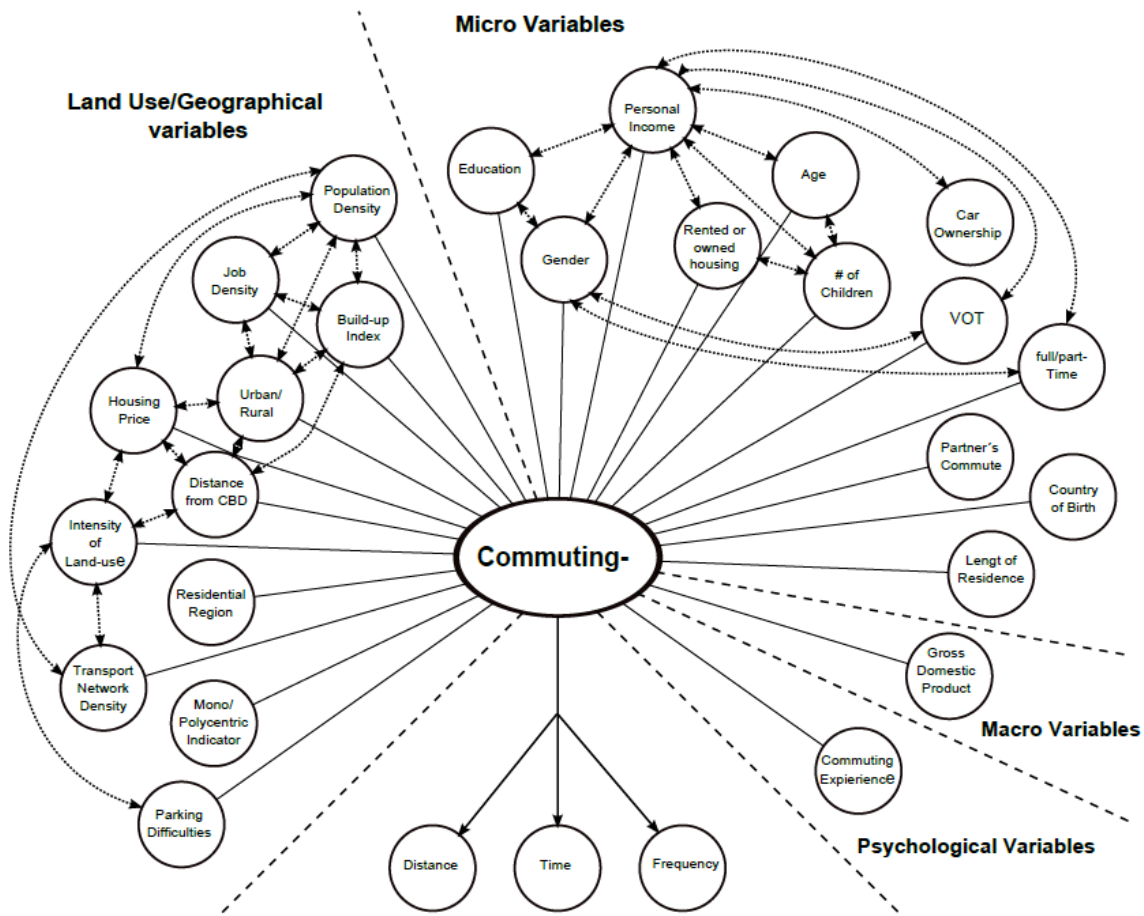 Micro Variables
Land Use/Geographical
variables
Personal
Income
Education
Age
Population
Density
Car
Ownership
Rented or
owned
housing
Gender
Job
Density
# of
Children
Build-up
Index
VOT
full/part-
Time
Housing
Price
Urban/
Rural
Partner´s
Commute
Distance
from CBD
Country
of Birth
Intensity
of
Land-use
Commuting-
Lengt of
Residence
Residential
Region
Gross
Domestic
Product
Transport
Network
Density
Mono/
Polycentric
Indicator
Macro Variables
Commuting
Expierience
Parking
Difficulties
Psychological Variables
Distance
Time
Frequency